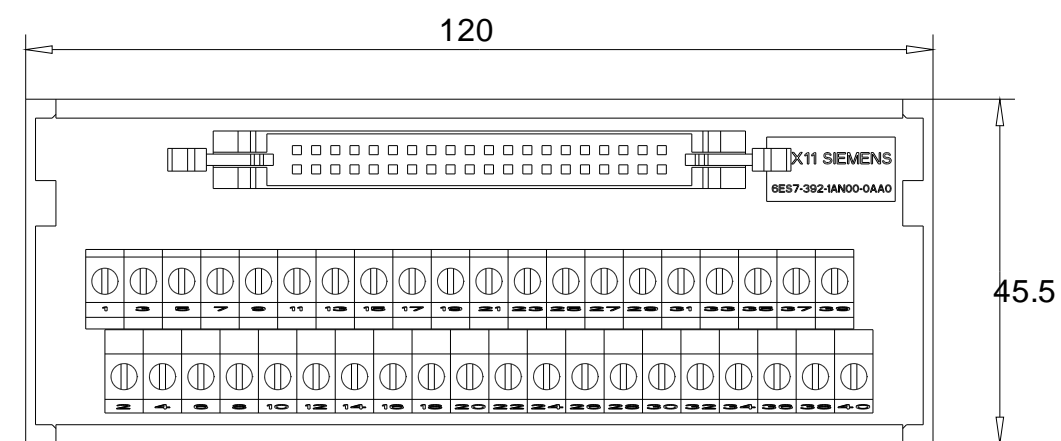 120
X11 SIEMENS
6ES7-392-1AN00-0AA0
45.5
1 3 5 7 9 11 13 15 17 19 21 23 25 27 29 31 33 35 37 39
2 4 6 8 10 12 14 16 18 20 22 24 26 28 30 32 34 36 38 40